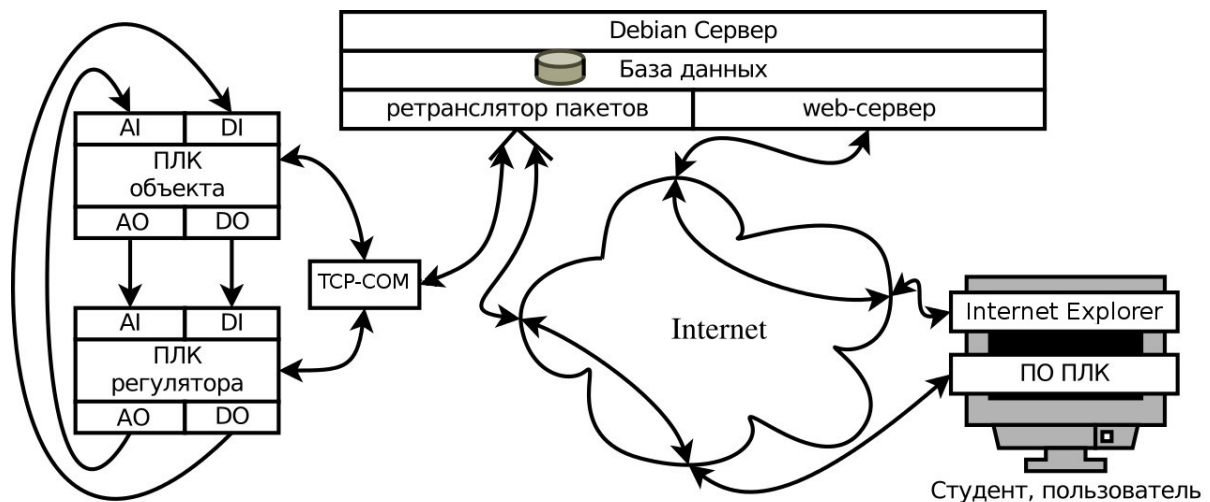 Debian Сервер
База данных
ретранслятор пакетов
web-сервер
AI
DI
ПЛК
объекта
AO
DO
TCP-COM
AI
DI
ПЛК
регулятора
AO
DO
Internet
Internet Explorer
ПО ПЛК
Студент, пользователь